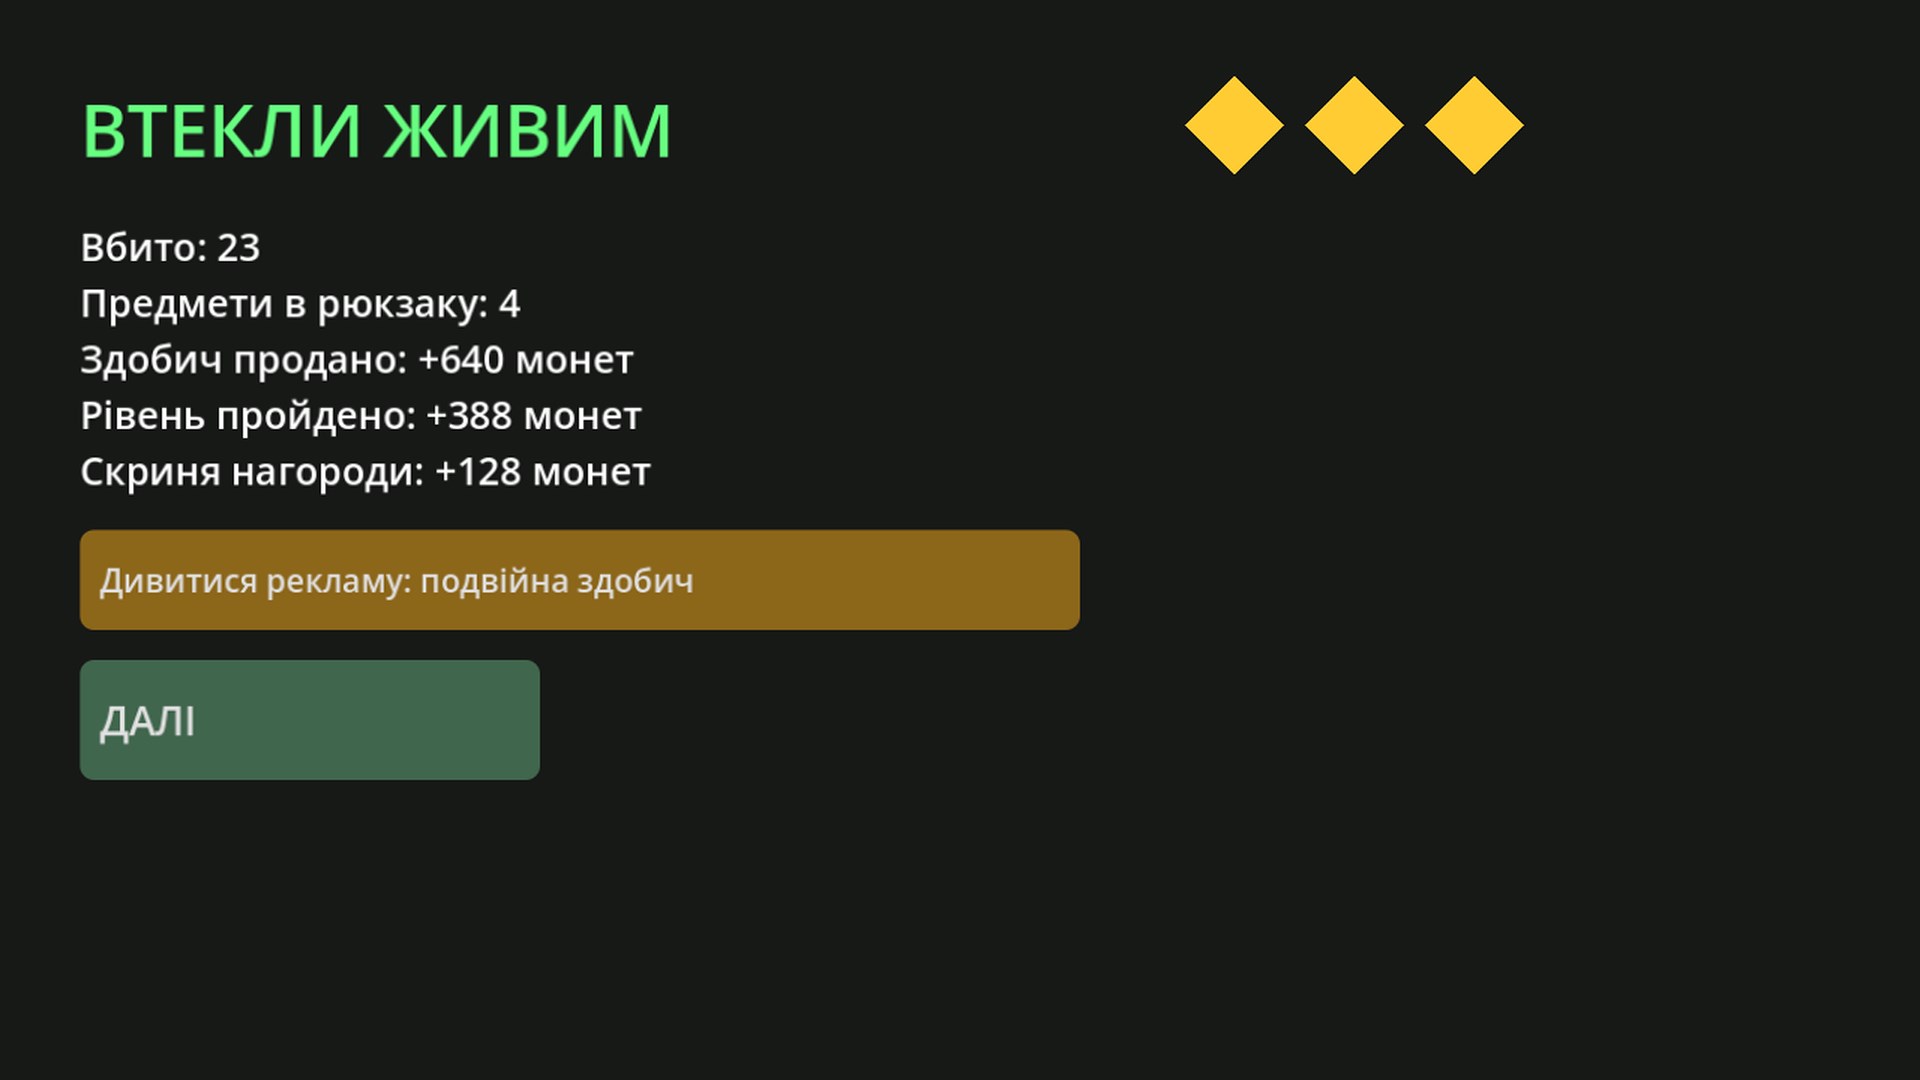 ВТЕКЛИ ЖИВИМ
Вбито: 23
Предмети в рюкзаку: 4
Здобич продано: +640 монет
Рівень пройдено: +388 монет
Скриня нагороди: +128 монет
Дивитися рекламу: подвійна здобич
ДАЛІ